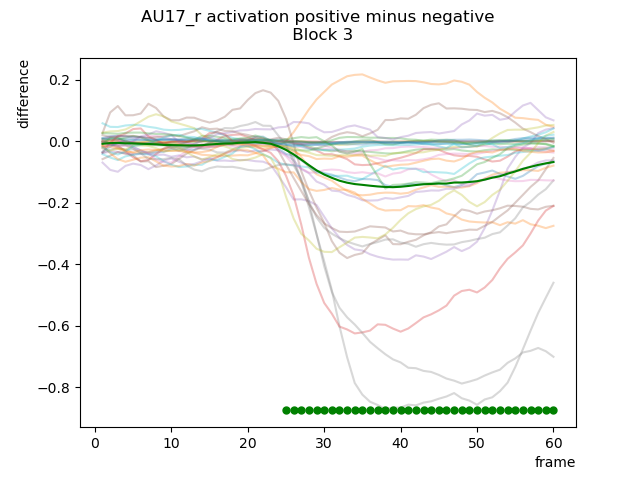 AU17_r activation positive minus negative
Block 3
difference
0.2
0.0
−0.2
−0.4
−0.6
−0.8
0 10 20 30 40 50 60
frame